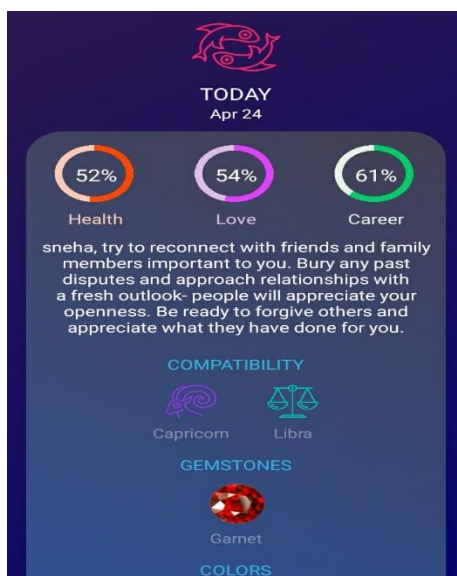 TODAY
Apr 24
52% 54% 61%
Health Love Career
sneha, try to reconnect with friends and family
members important to you. Bury any past
disputes and approach relationships with
a fresh outlook- people will appreciate your
openness. Be ready to forgive others and
appreciate what they have done for you.
COMPATIBILITY
Capricorn Libra
GEMSTONES
Garnet
COLORS